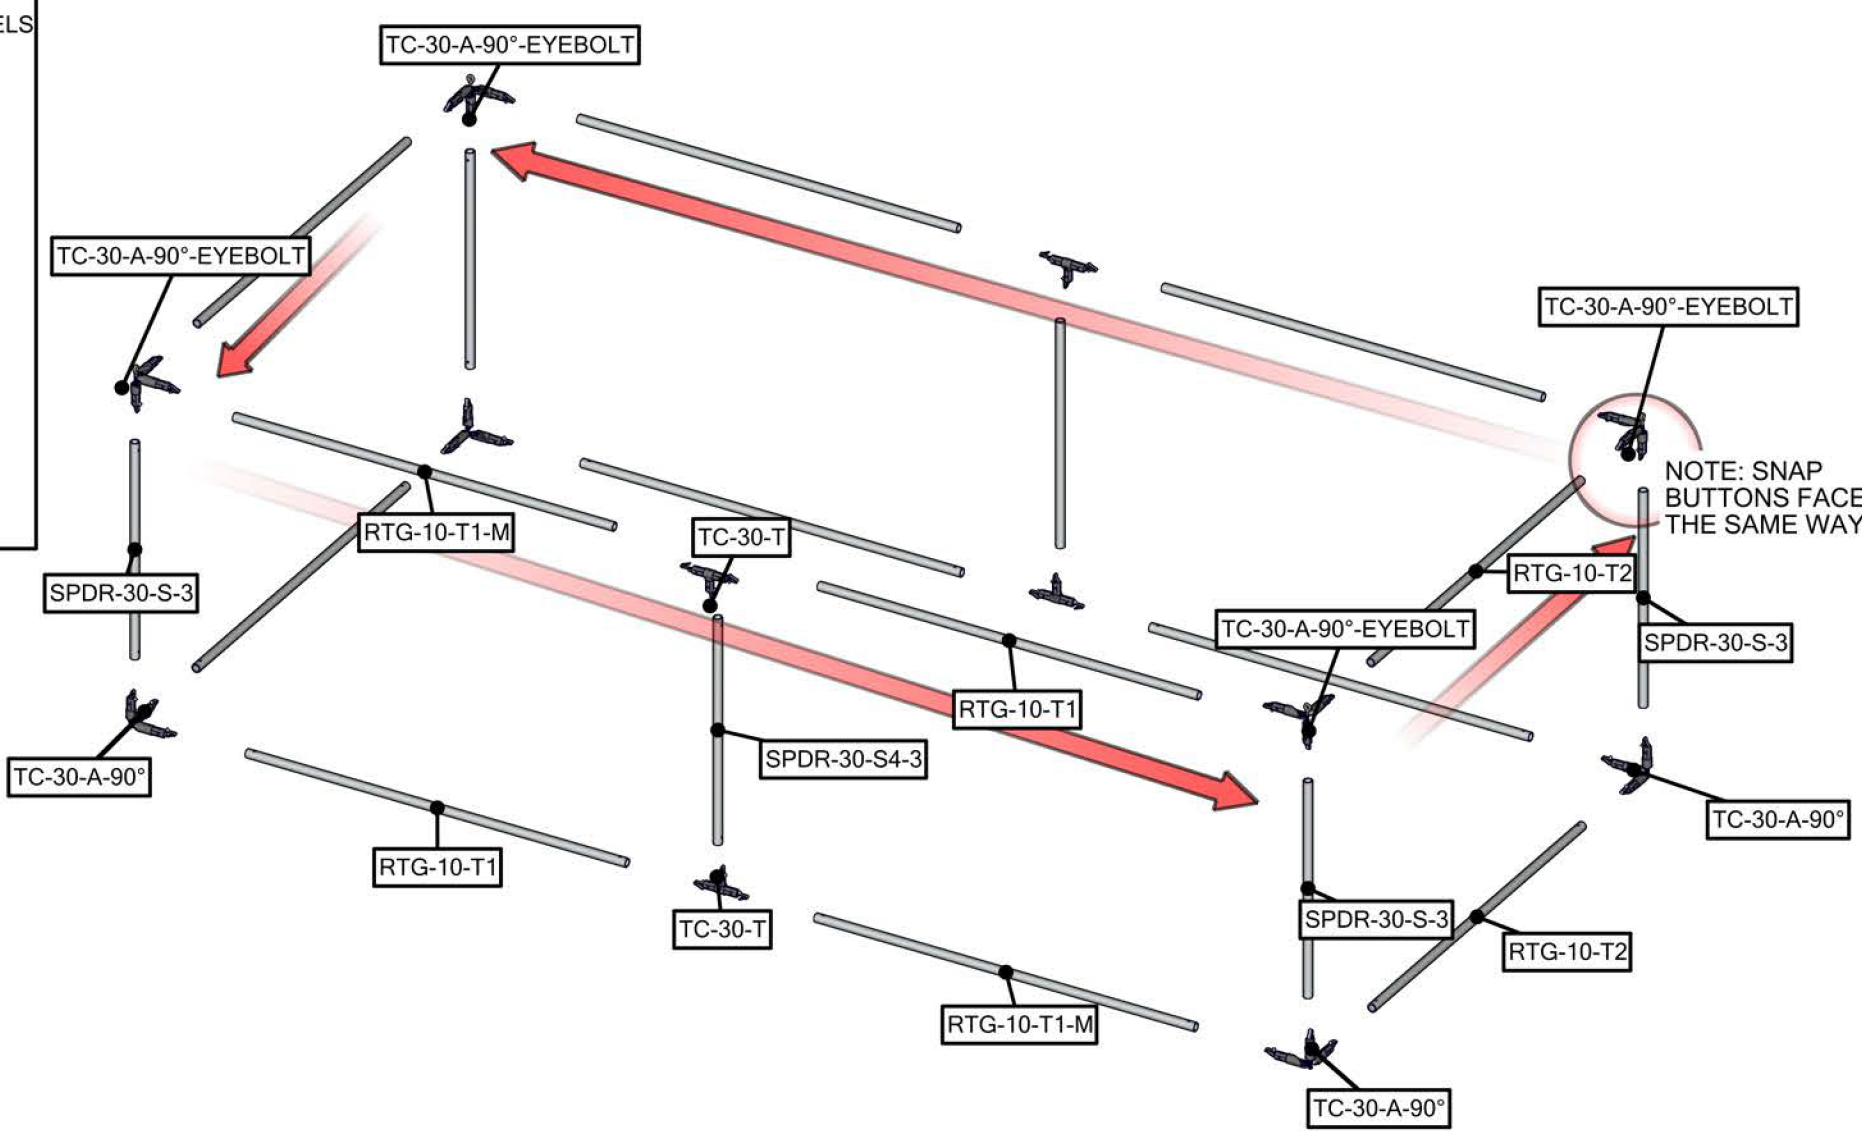 ELS
TC-30-A-90°-EYEBOLT
TC-30-A-90°-EYEBOLT
TC-30-A-90°-EYEBOLT
NOTE: SNAP
BUTTONS FACE
THE SAME WAY
RTG-10-T1-M
TC-30-T
RTG-10-T2
SPDR-30-S-3
TC-30-A-90°-EYEBOLT
SPDR-30-S-3
RTG-10-T1
SPDR-30-S4-3
TC-30-A-90°
TC-30-A-90°
RTG-10-T1
TC-30-T
SPDR-30-S-3
RTG-10-T2
RTG-10-T1-M
TC-30-A-90°